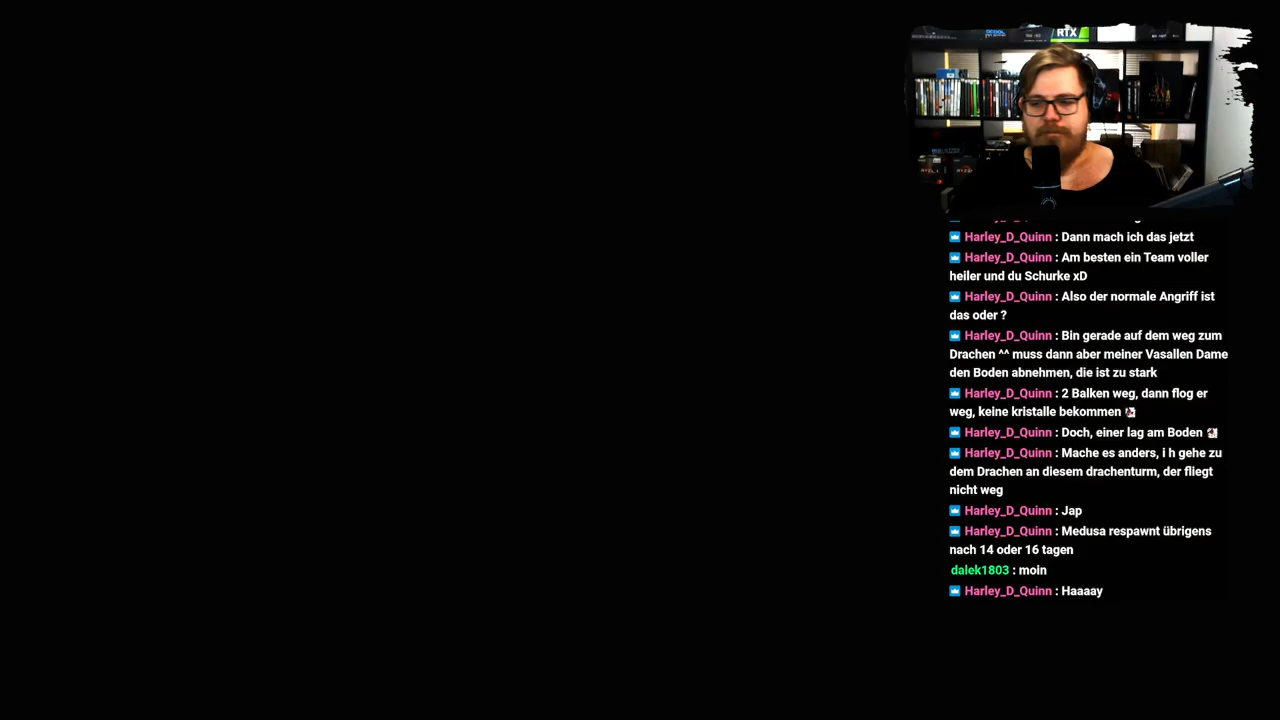 RTX
Harley_D_Quinn : Dann mach ich das jetzt
Harley_D_Quinn : Am besten ein Team voller
heiler und du Schurke xD
Harley_D_Quinn : Also der normale Angriff ist
das oder ?
Harley_D_Quinn : Bin gerade auf dem weg zum
Drachen ^^ muss dann aber meiner Vasallen Dame
den Boden abnehmen, die ist zu stark
Harley_D_Quinn : 2 Balken weg, dann flog er
weg, keine kristalle bekommen
Harley_D_Quinn : Doch, einer lag am Boden
Harley_D_Quinn : Mache es anders, i h gehe zu
dem Drachen an diesem drachenturm, der fliegt
nicht weg
Harley_D_Quinn : Jap
Harley_D_Quinn : Medusa respawnt übrigens
nach 14 oder 16 tagen
dalek1803 : moin
Harley_D_Quinn : Haaaay